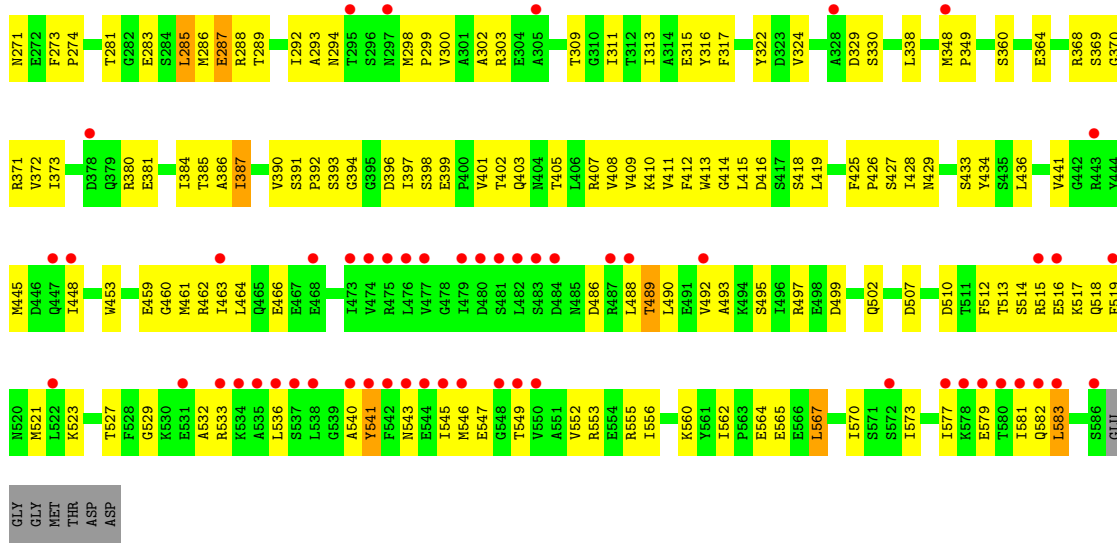 N271 E272 F273 P274 T281 G282 E283 S284 L285 M286 E287 R288 T289 I292 A293 N294 T295 S296 N297 M298 P299 V300 A301 A302 R303 E304 A305 T309 G310 I311 T312 I313 A314 E315 Y316 F317 Y322 D323 V324 A328 D329 S330 L338 M348 P349 S360 E364 R368 S369 G370
R371 V372 I373 D378 Q379 R380 E381 I384 T385 A386 I387 V390 S391 P392 S393 G394 G395 D396 I397 S398 E399 P400 V401 T402 Q403 N404 T405 L406 R407 V408 V409 K410 V411 F412 W413 G414 L415 D416 S417 S418 L419 F425 P426 S427 I428 N429 S433 Y434 S435 L436 V441 G442 R443 Y444
M445 D446 Q447 I448 W453 E459 G460 M461 R462 I463 L464 Q465 E466 E467 E468 I473 V474 R475 L476 V477 G478 I479 D480 S481 L482 S483 D484 N485 D486 R487 L488 T489 L490 E491 V492 A493 K494 S495 I496 R497 E498 D499 Q502 D507 D510 T511 F512 T513 S514 R515 E516 K517 Q518 E519
N520 M521 L522 K523 T527 F528 G529 K530 E531 A532 R533 K534 A535 L536 S537 L538 G539 A540 Y541 F542 N543 E544 I545 M546 E547 G548 T549 V550 A551 V552 R553 E554 R555 I556 K560 Y561 I562 P563 E564 E565 E566 L567 I570 S571 S572 I573 I577 K578 E579 T580 I581 Q582 L583 S586 GLU
GLY GLY MET THR ASP ASP